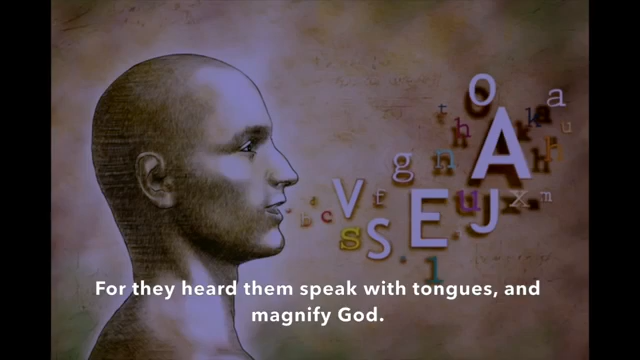 o
a
t h k a
u
A
h
g n
V f E u J x a m
e
b c
s S
l
For they heard them speak with tongues, and
magnify God.